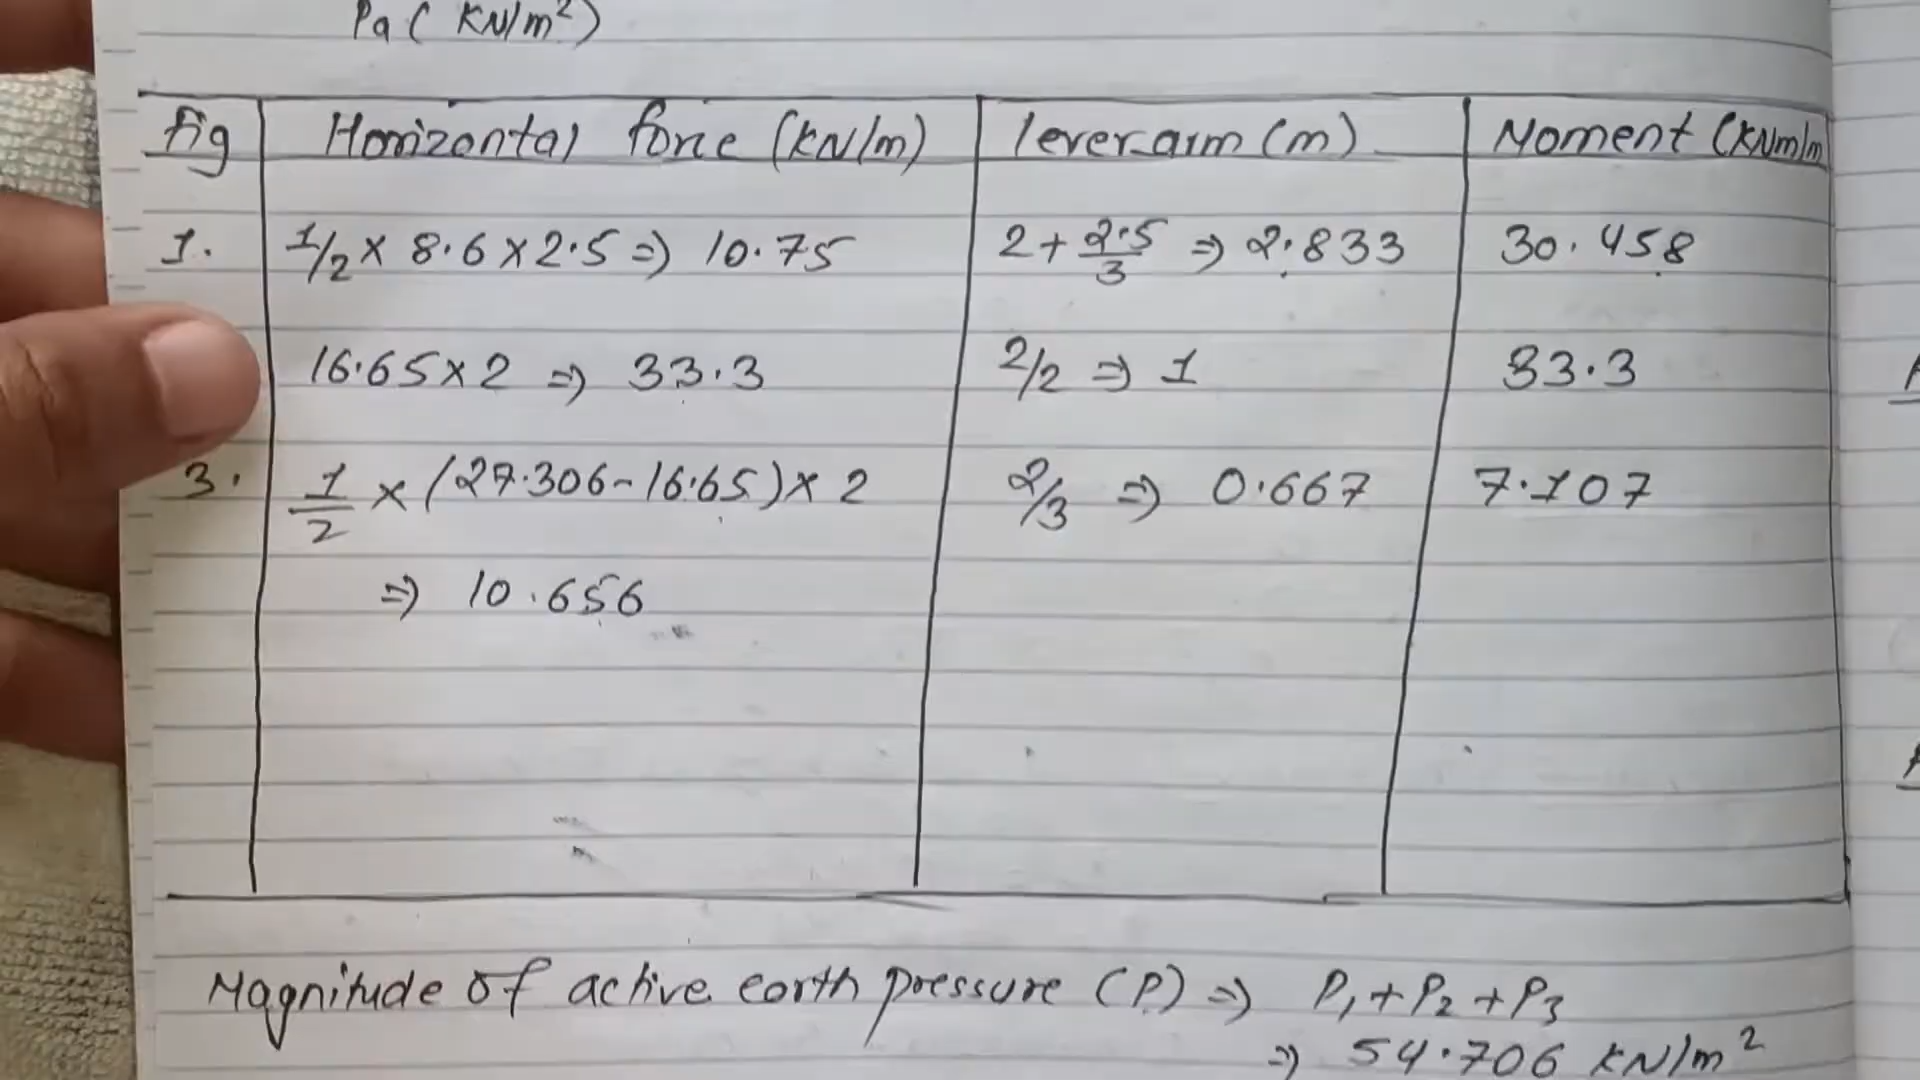 Pa ( KN/m²)
fig Horizontal force (kN/m) lever arm (m) Moment (KNm/m
1. 1/2 x 8.6 x 2.5 => 10.75 2 + 2.5/3 => 2.833 30.458
16.65 x 2 => 33.3 2/2 => 1 33.3
3. 1/2 x (27.306-16.65) x 2 2/3 => 0.667 7.107
=> 10.656
Magnitude of active earth pressure (P) => P₁ + P₂ + P₃
=> 54.706 KN/m²